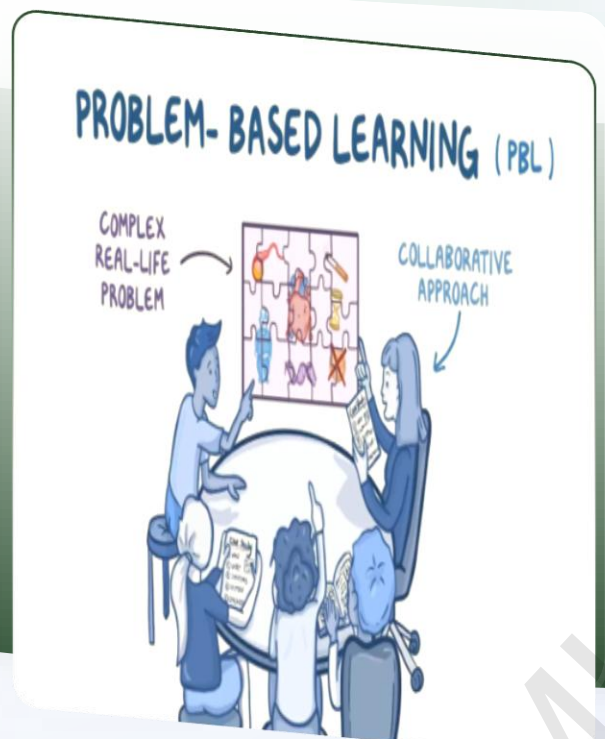 PROBLEM-BASED LEARNING (PBL)
COMPLEX
REAL-LIFE
PROBLEM
COLLABORATIVE
APPROACH